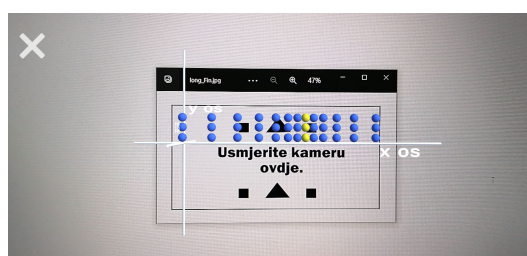 long_Fin.jpg
47%
y os
x os
Usmjerite kameru
ovdje.